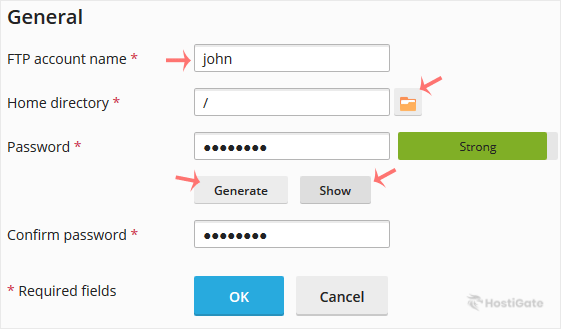 General
FTP account name * john
Home directory * /
Password * ●●●●●●●● Strong
Generate Show
Confirm password * ●●●●●●●●
* Required fields OK Cancel
HostiGate